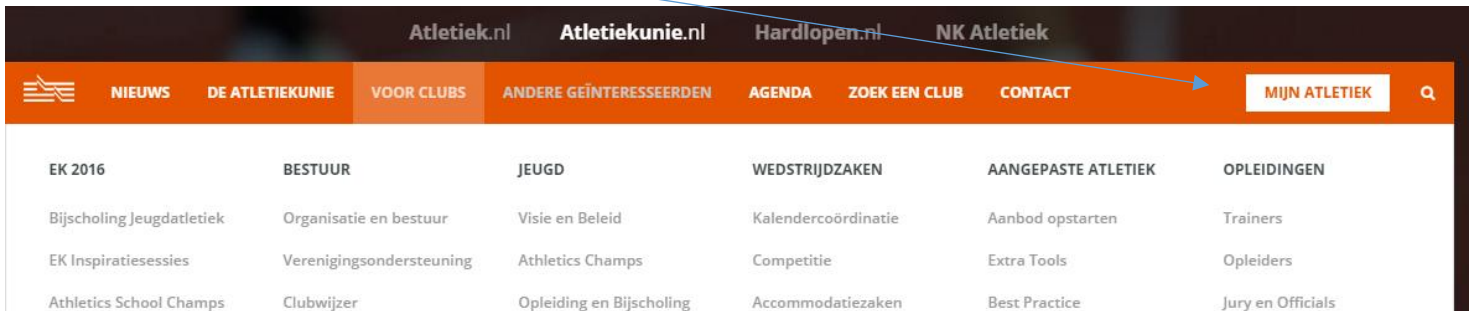 Atletiek.nl Atletiekunie.nl Hardlopen.nl NK Atletiek
NIEUWS DE ATLETIEKUNIE VOOR CLUBS ANDERE GEÏNTERESSEERDEN AGENDA ZOEK EEN CLUB CONTACT MIJN ATLETIEK
EK 2016 BESTUUR JEUGD WEDSTRIJDZAKEN AANGEPASTE ATLETIEK OPLEIDINGEN
Bijscholing Jeugdatletiek Organisatie en bestuur Visie en Beleid Kalendercoördinatie Aanbod opstarten Trainers
EK Inspiratiesessies Verenigingsondersteuning Athletics Champs Competitie Extra Tools Opleiders
Athletics School Champs Clubwijzer Opleiding en Bijscholing Accommodatiezaken Best Practice Jury en Officials